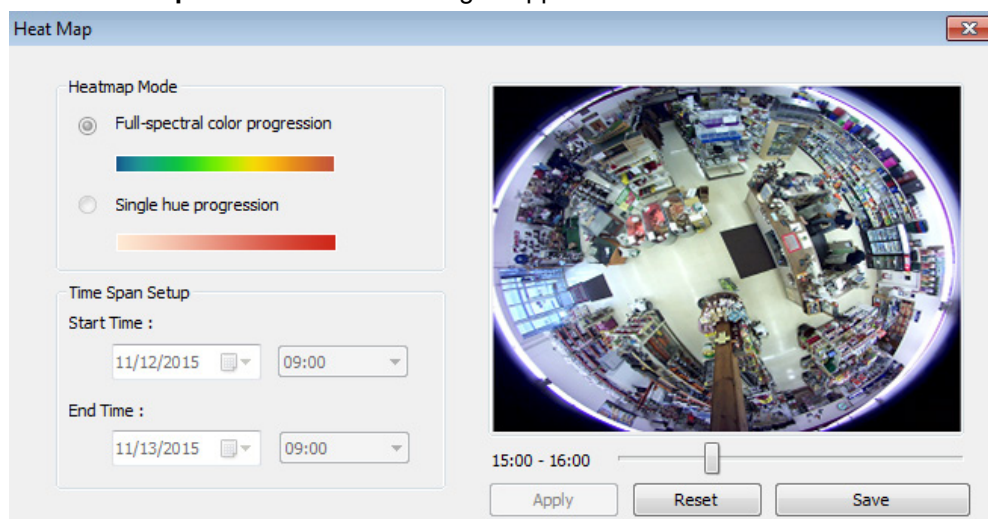 Heat Map
Heatmap Mode
Full-spectral color progression
Single hue progression
Time Span Setup
Start Time :
11/12/2015
09:00
End Time :
11/13/2015
09:00
15:00 - 16:00
Apply
Reset
Save